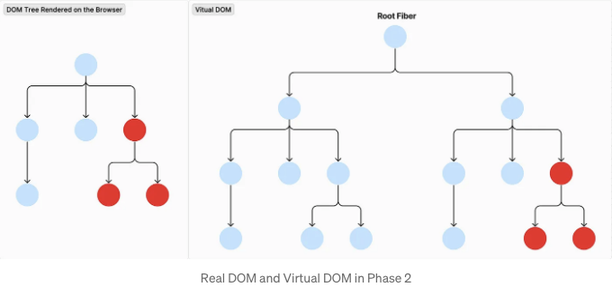 DOM Tree Rendered on the Browser
Vitual DOM
Root Fiber
Real DOM and Virtual DOM in Phase 2